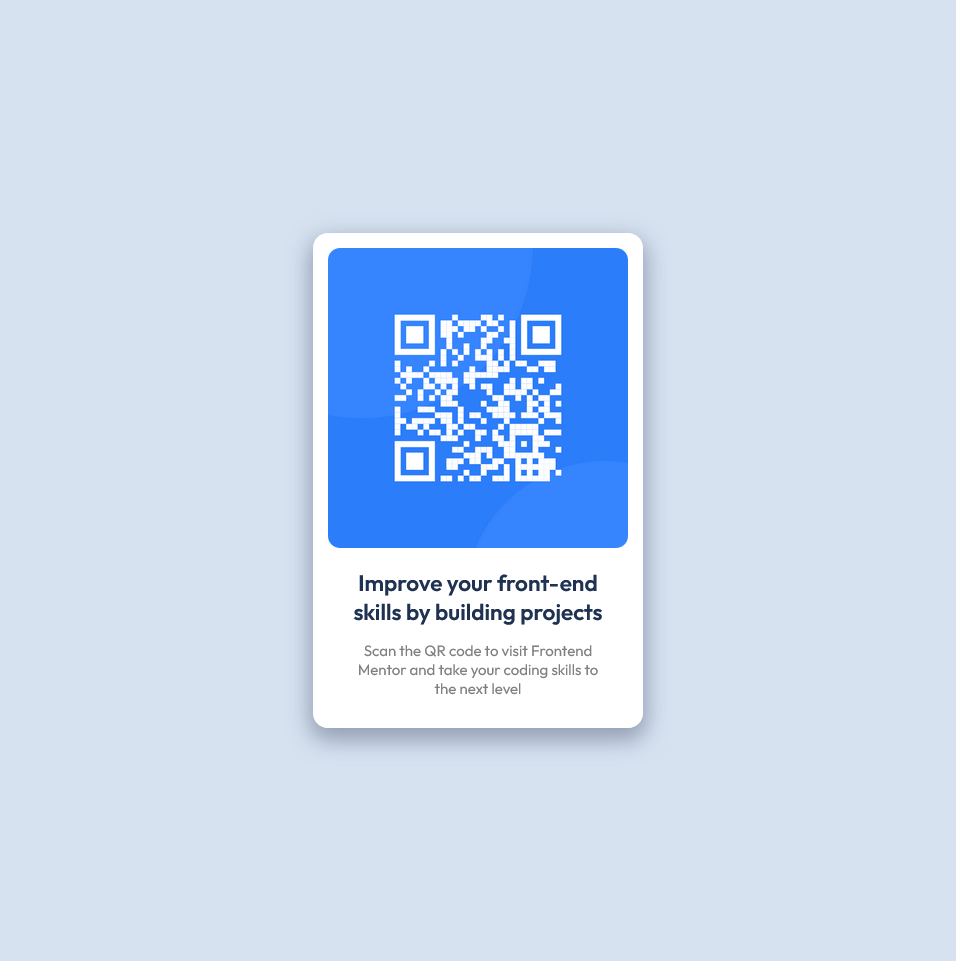 Improve your front-end
skills by building projects
Scan the QR code to visit Frontend
Mentor and take your coding skills to
the next level